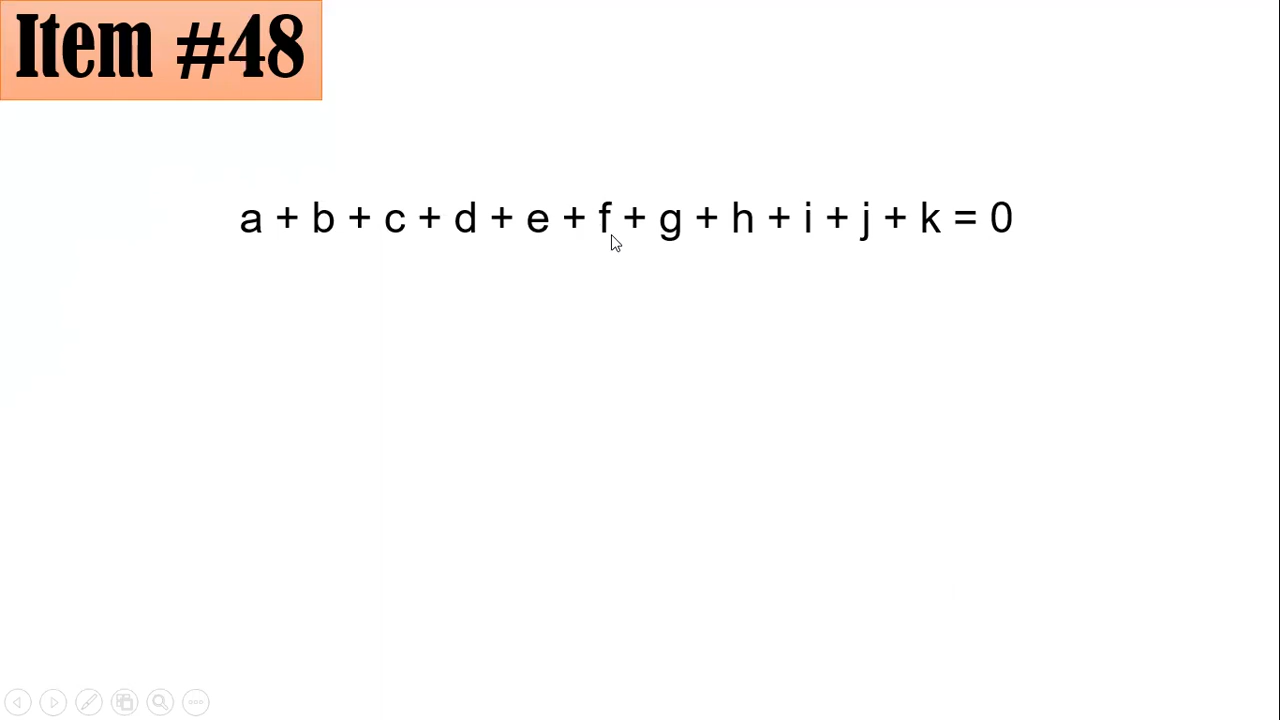 Item #48
a + b + c + d + e + f + g + h + i + j + k = 0